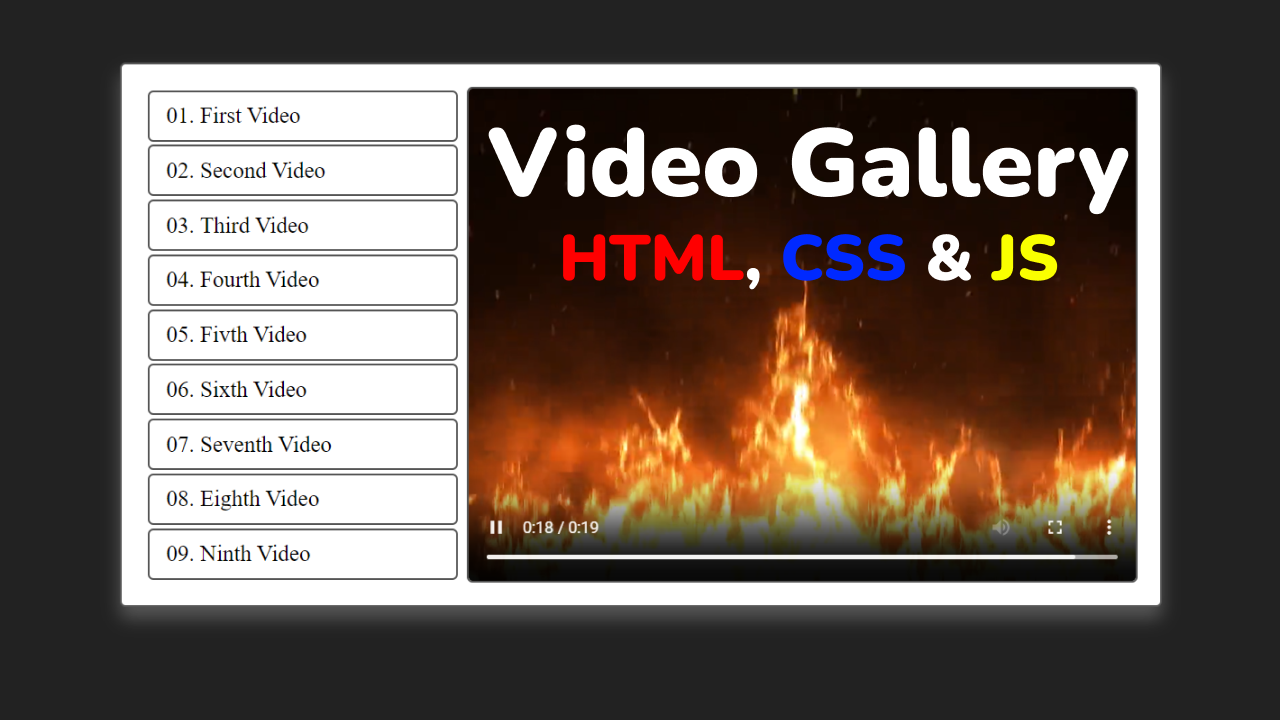 01. First Video
02. Second Video
03. Third Video
04. Fourth Video
05. Fivth Video
06. Sixth Video
07. Seventh Video
08. Eighth Video
09. Ninth Video
Video Gallery
HTML, CSS & JS
0:18 / 0:19